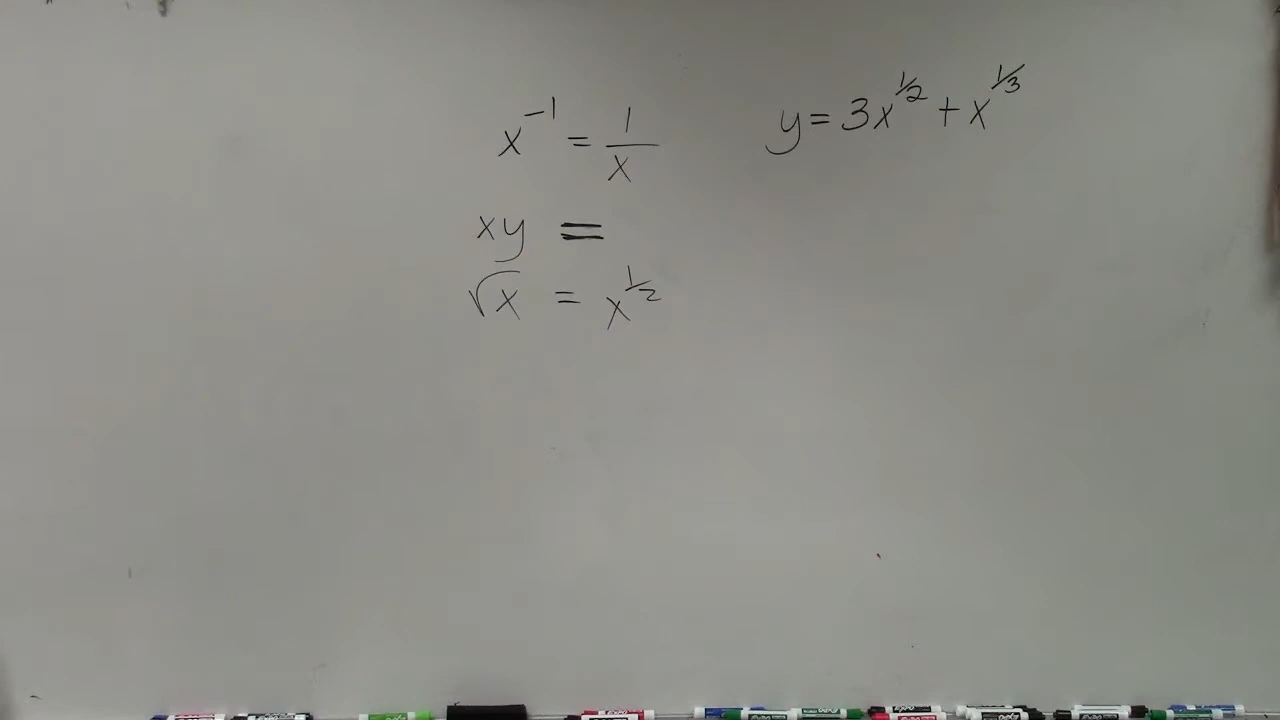 x⁻¹ = 1/x
xy =
√x = x^(1/2)
y = 3x^(1/2) + x^(1/3)